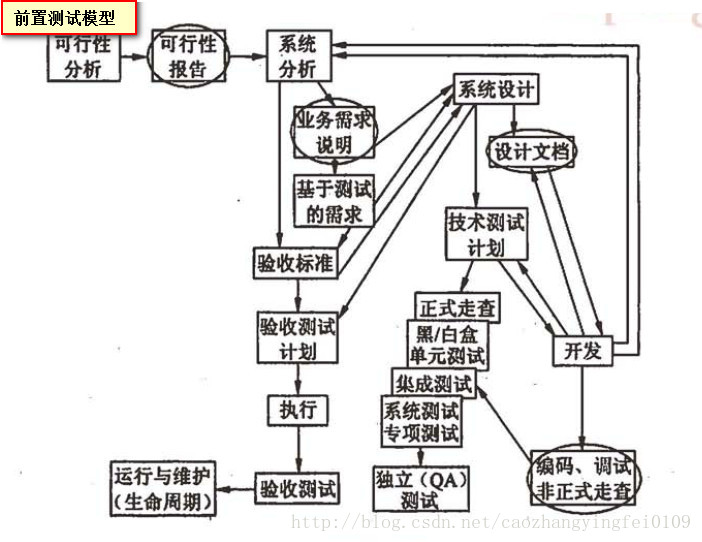 前置测试模型
可行性
分析
可行性
报告
系统
分析
系统设计
业务需求
说明
设计文档
基于测试
的需求
技术测试
计划
验收标准
正式走查
验收测试
计划
黑/白盒
单元测试
开发
集成测试
执行
系统测试
专项测试
运行与维护
(生命周期)
验收测试
独立(QA)
测试
编码、调试
非正式走查
http://blog.csdn.net/caozhangyingfei0109